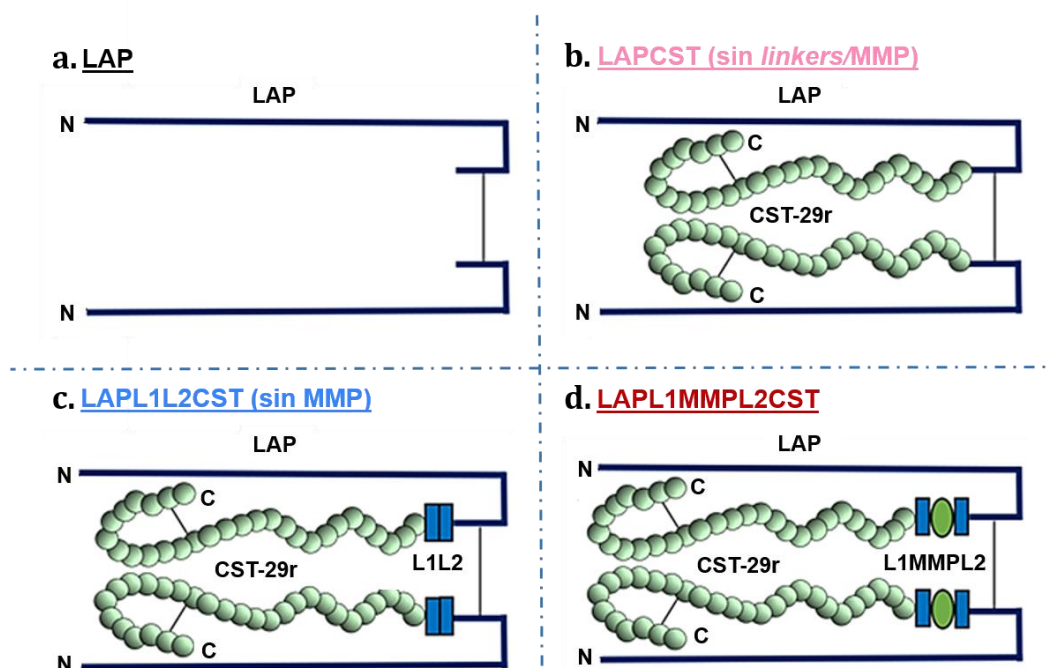 a. LAP
LAP
N
N
b. LAPCST (sin linkers/MMP)
LAP
N
C
CST-29r
C
N
c. LAPL1L2CST (sin MMP)
LAP
N
C
CST-29r
L1L2
C
N
d. LAPL1MMPL2CST
LAP
N
C
CST-29r
L1MMPL2
C
N